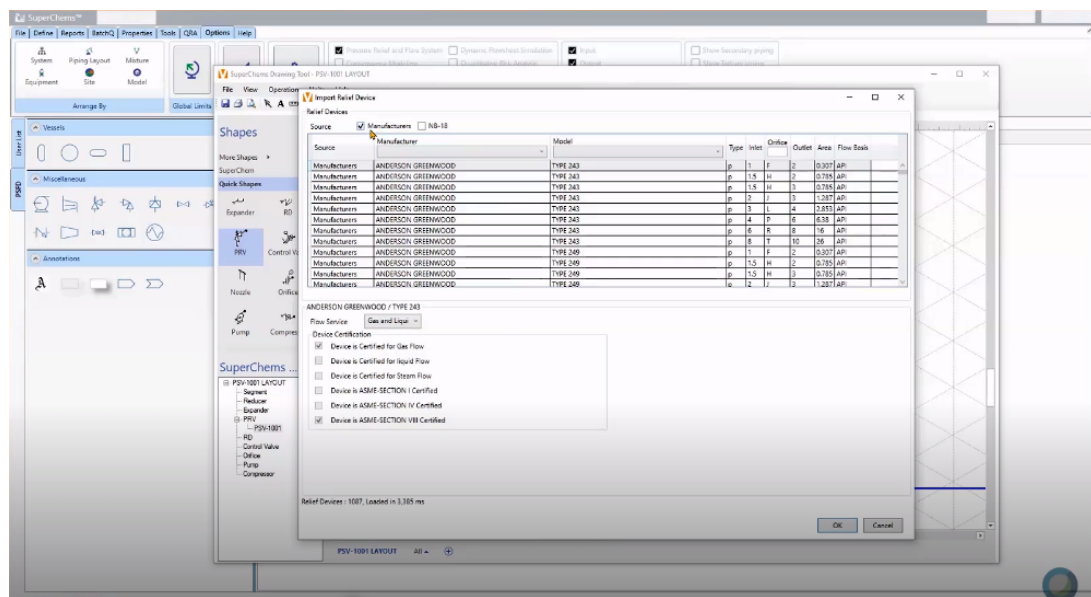 SuperChems™
File Define Reports BatchQ Properties Tools QRA Options Help
System Piping Layout Mixture
Equipment Site Model
Arrange By
Global Limits
Preview Relief and Flare System Dynamic Flowsheet Simulation Input Show Secondary piping
User List
PSFD
Vessels
Miscellaneous
Annotations
A
SuperChems Drawing Tool - PSV-1001 LAYOUT
File View Operation
Shapes
More Shapes
SuperChem
Quick Shapes
Expander RD
PRV Control Va
Nozzle Orifice
Pump Compres
SuperChems ...
PSV-1001 LAYOUT
Segment
Reducer
Expander
PRV
PSV-1001
RD
Control Valve
Orifice
Pump
Compressor
Import Relief Device
Relief Devices
Source Manufacturers NB-18
Source Manufacturer Model Type Inlet Orifice Outlet Area Flow Basis
Manufacturers ANDERSON GREENWOOD TYPE 243 p 1 F 2 0.307 API
Manufacturers ANDERSON GREENWOOD TYPE 243 p 1.5 H 2 0.785 API
Manufacturers ANDERSON GREENWOOD TYPE 243 p 1.5 H 3 0.785 API
Manufacturers ANDERSON GREENWOOD TYPE 243 p 2 J 3 1.287 API
Manufacturers ANDERSON GREENWOOD TYPE 243 p 3 L 4 2.853 API
Manufacturers ANDERSON GREENWOOD TYPE 243 p 4 P 6 6.38 API
Manufacturers ANDERSON GREENWOOD TYPE 243 p 6 R 8 16 API
Manufacturers ANDERSON GREENWOOD TYPE 243 p 8 T 10 26 API
Manufacturers ANDERSON GREENWOOD TYPE 249 p 1 F 2 0.307 API
Manufacturers ANDERSON GREENWOOD TYPE 249 p 1.5 H 2 0.785 API
Manufacturers ANDERSON GREENWOOD TYPE 249 p 1.5 H 3 0.785 API
Manufacturers ANDERSON GREENWOOD TYPE 249 p 2 J 3 1.287 API
ANDERSON GREENWOOD / TYPE 243
Flow Service Gas and Liqui
Device Certification
Device is Certified for Gas Flow
Device is Certified for liquid Flow
Device is Certified for Steam Flow
Device is ASME-SECTION I Certified
Device is ASME-SECTION IV Certified
Device is ASME-SECTION VIII Certified
Relief Devices : 1087, Loaded in 3,385 ms
OK Cancel
PSV-1001 LAYOUT All